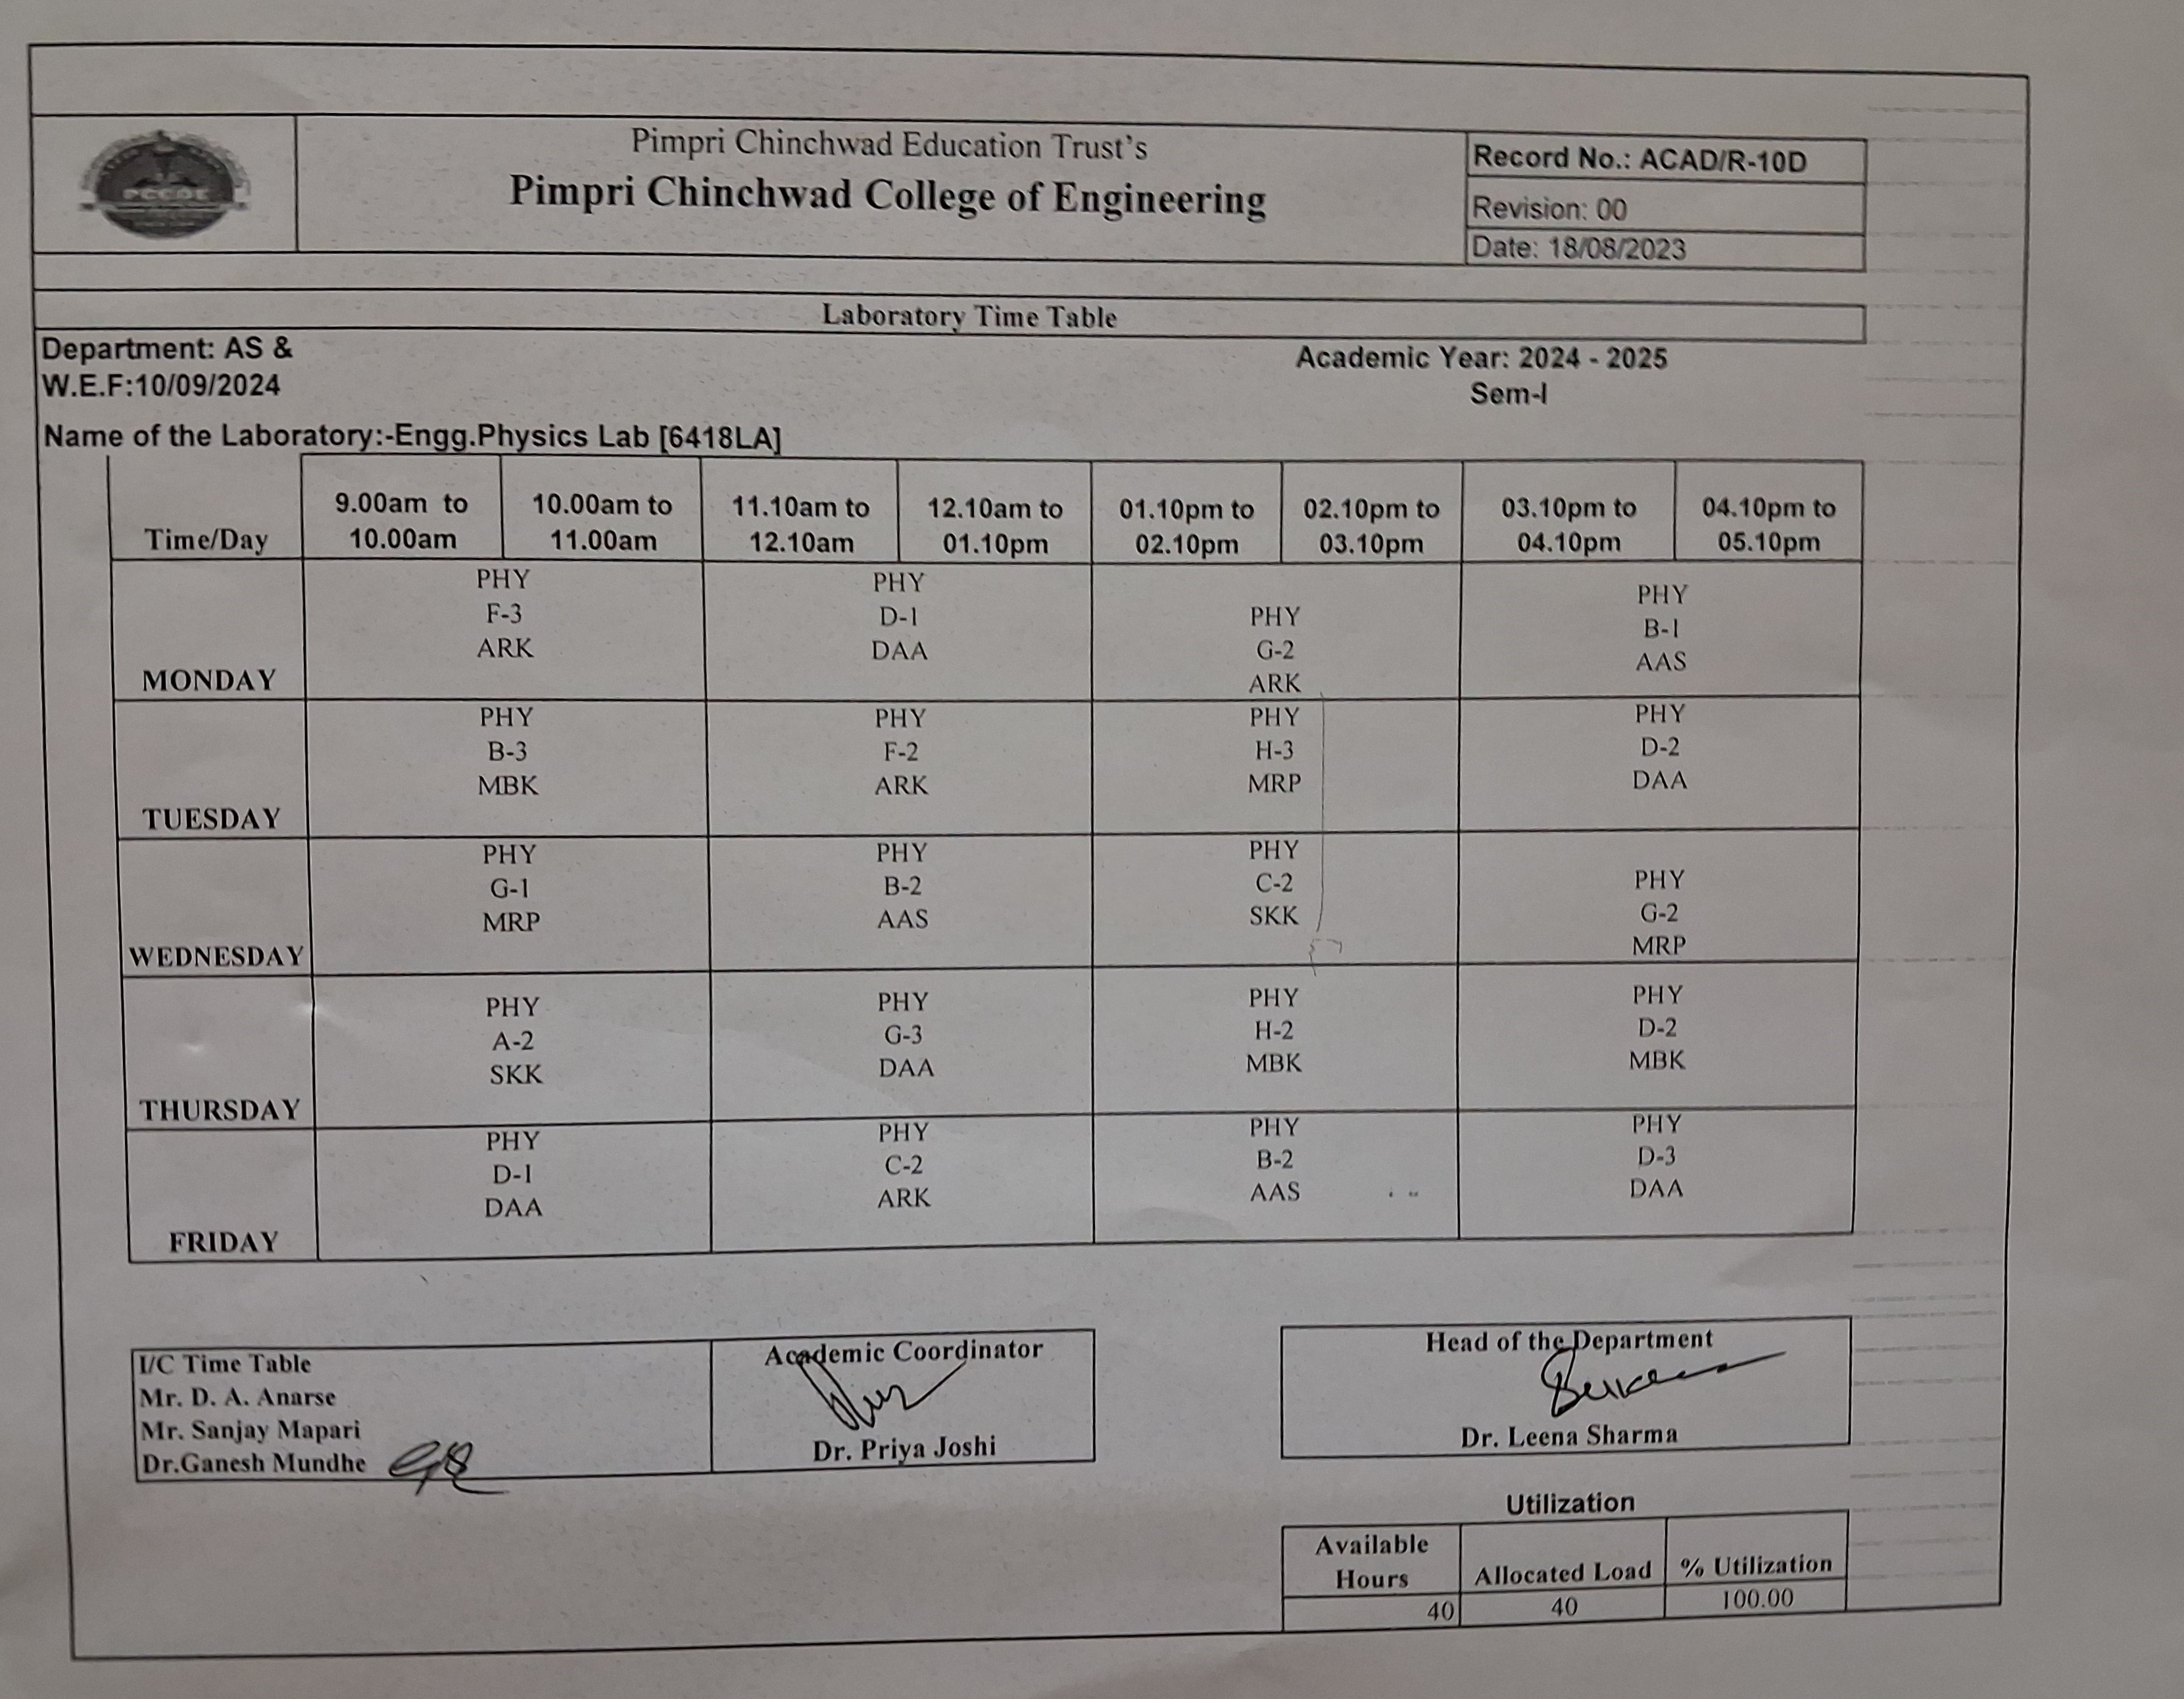 Pimpri Chinchwad Education Trust's
Pimpri Chinchwad College of Engineering
PCCOE
Record No.: ACAD/R-10D
Revision: 00
Date: 18/08/2023
Laboratory Time Table
Department: AS &
W.E.F:10/09/2024
Academic Year: 2024 - 2025
Sem-I
Name of the Laboratory:-Engg.Physics Lab [6418LA]
Time/Day 9.00am to 10.00am 10.00am to 11.00am 11.10am to 12.10am 12.10am to 01.10pm 01.10pm to 02.10pm 02.10pm to 03.10pm 03.10pm to 04.10pm 04.10pm to 05.10pm
MONDAY PHY F-3 ARK PHY D-1 DAA PHY G-2 ARK PHY B-1 AAS
TUESDAY PHY B-3 MBK PHY F-2 ARK PHY H-3 MRP PHY D-2 DAA
WEDNESDAY PHY G-1 MRP PHY B-2 AAS PHY C-2 SKK PHY G-2 MRP
THURSDAY PHY A-2 SKK PHY G-3 DAA PHY H-2 MBK PHY D-2 MBK
FRIDAY PHY D-1 DAA PHY C-2 ARK PHY B-2 AAS PHY D-3 DAA
I/C Time Table
Mr. D. A. Anarse
Mr. Sanjay Mapari
Dr.Ganesh Mundhe
Academic Coordinator
Dr. Priya Joshi
Head of the Department
Dr. Leena Sharma
Utilization
Available Hours Allocated Load % Utilization
40 40 100.00